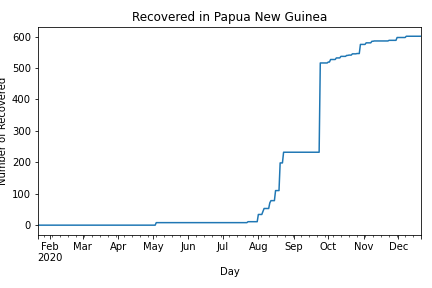 Recovered in Papua New Guinea
Number of Recovered
600
500
400
300
200
100
0
Feb Mar Apr May Jun Jul Aug Sep Oct Nov Dec
2020
Day